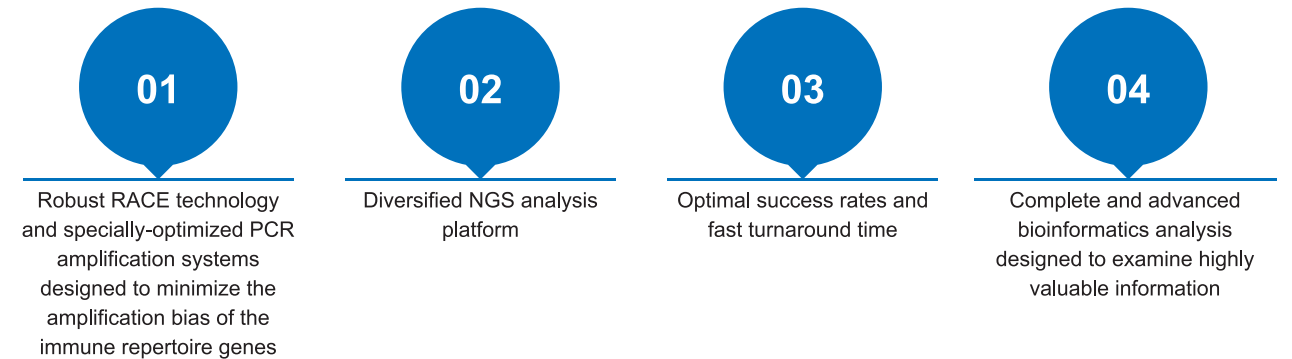 01
Robust RACE technology
and specially-optimized PCR
amplification systems
designed to minimize the
amplification bias of the
immune repertoire genes
02
Diversified NGS analysis
platform
03
Optimal success rates and
fast turnaround time
04
Complete and advanced
bioinformatics analysis
designed to examine highly
valuable information